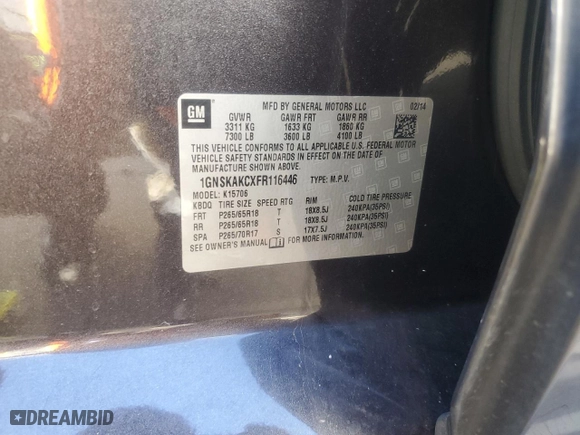 GM
MFD BY GENERAL MOTORS LLC 02/14
GVWR GAWR FRT GAWR RR
3311 KG 1633 KG 1860 KG
7300 LB 3600 LB 4100 LB
THIS VEHICLE CONFORMS TO ALL APPLICABLE U.S. FEDERAL MOTOR
VEHICLE SAFETY STANDARDS IN EFFECT ON THE DATE OF
MANUFACTURE SHOWN ABOVE.
1GNSKAKCXFR116446 TYPE: M.P.V.
MODEL: K15706
KBDQ TIRE SIZE SPEED RTG RIM COLD TIRE PRESSURE
FRT P265/65R18 T 18X8.5J 240KPA(35PSI)
RR P265/65R18 T 18X8.5J 240KPA(35PSI)
SPA P265/70R17 S 17X7.5J 240KPA(35PSI)
SEE OWNER'S MANUAL FOR MORE INFORMATION.
DREAMBID